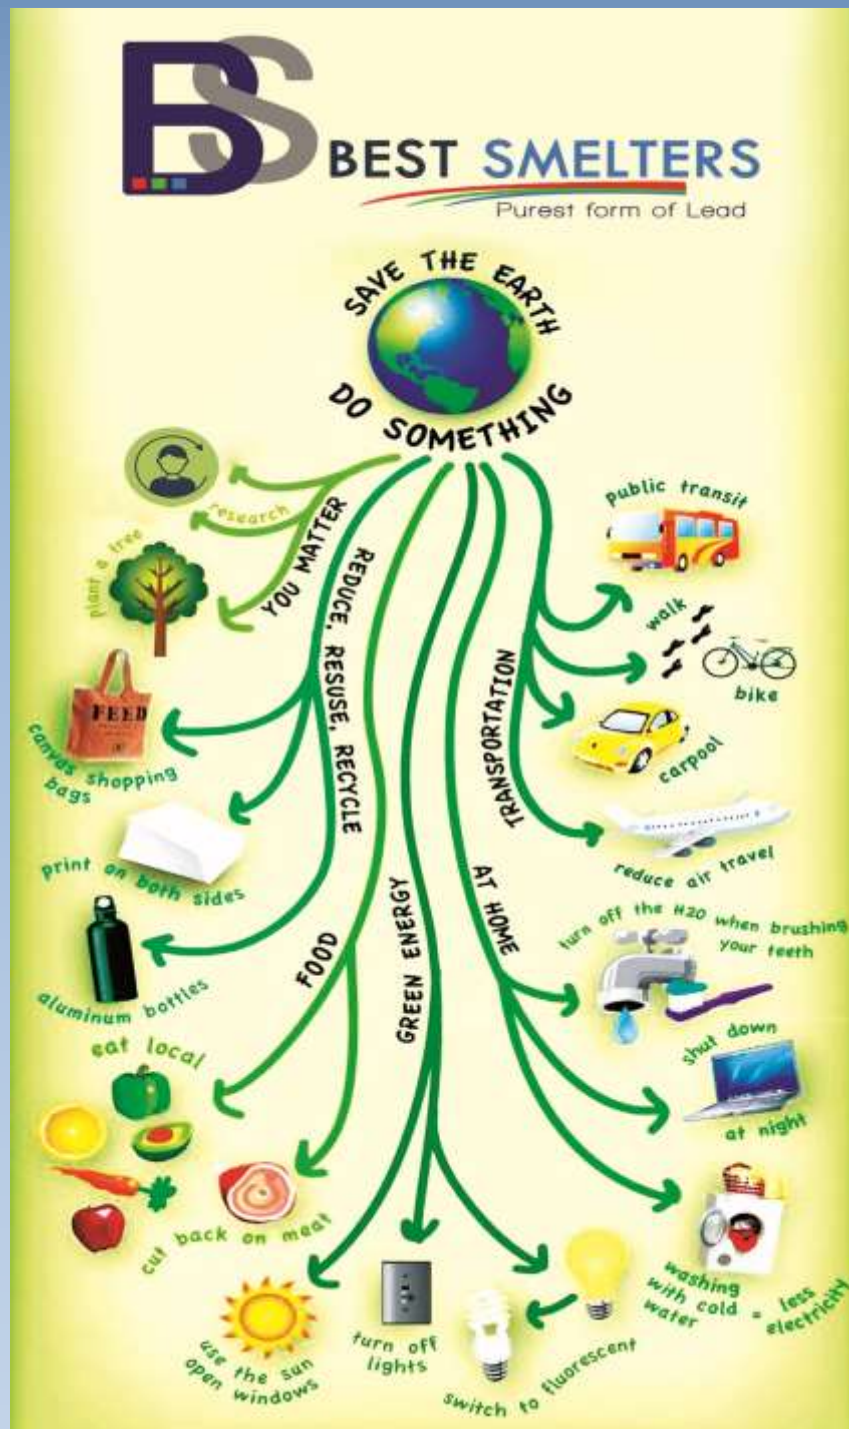 BS
BEST SMELTERS
Purest form of Lead
SAVE THE EARTH
DO SOMETHING
YOU MATTER
research
plant a tree
REDUCE, RESUSE, RECYCLE
FEED
canvas shopping
bags
print on both sides
aluminum bottles
FOOD
eat local
cut back on meat
GREEN ENERGY
use the sun
open windows
turn off
lights
switch to fluorescent
AT HOME
turn off the H2O when brushing
your teeth
shut down
at night
washing
with cold
water
= less
electricity
TRANSPORTATION
public transit
walk
bike
carpool
reduce air travel